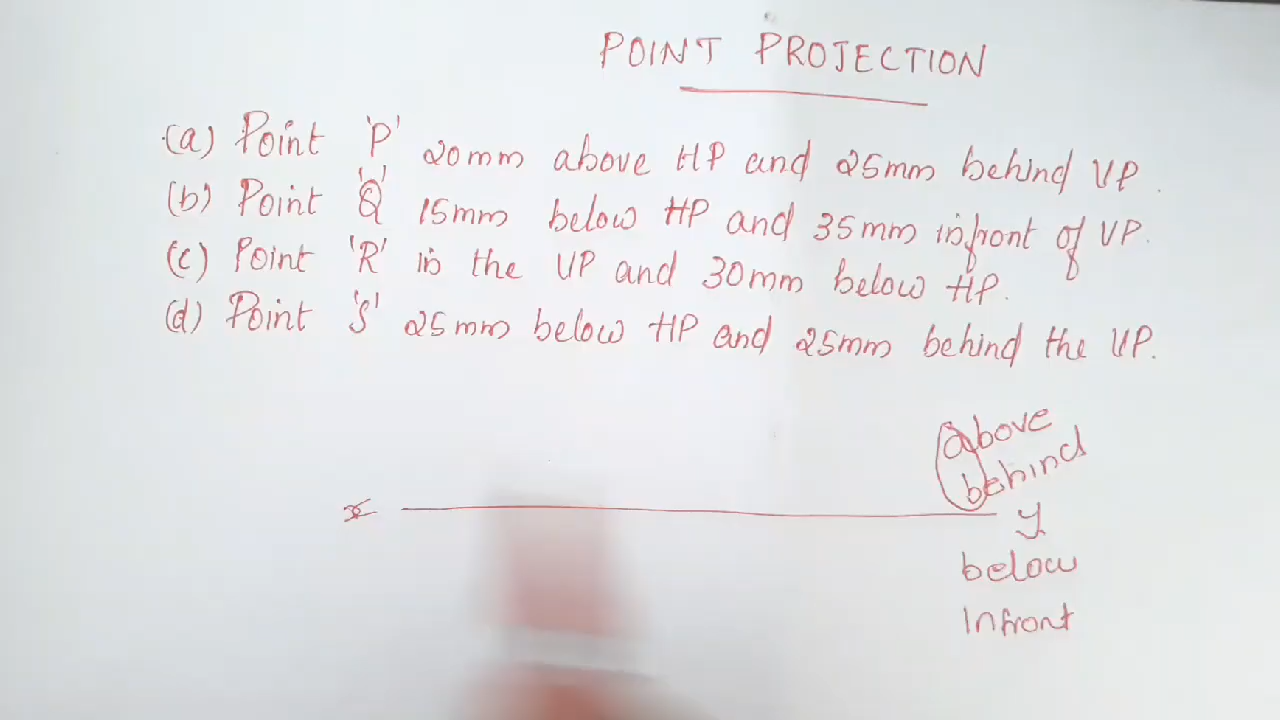 POINT PROJECTION
(a) Point 'P' 20mm above HP and 25mm behind VP.
(b) Point 'Q' 15mm below HP and 35mm infront of VP.
(c) Point 'R' in the VP and 30mm below HP.
(d) Point 'S' 25mm below HP and 25mm behind the VP.
above
behind
x y
below
Infront